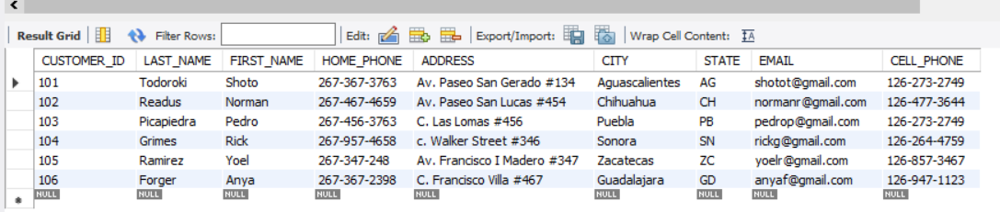 Result Grid Filter Rows: Edit: Export/Import: Wrap Cell Content: IA
CUSTOMER_ID LAST_NAME FIRST_NAME HOME_PHONE ADDRESS CITY STATE EMAIL CELL_PHONE
101 Todoroki Shoto 267-367-3763 Av. Paseo San Gerado #134 Aguascalientes AG shotot@gmail.com 126-273-2749
102 Readus Norman 267-467-4659 Av. Paseo San Lucas #454 Chihuahua CH normanr@gmail.com 126-477-3644
103 Picapiedra Pedro 267-456-3763 C. Las Lomas #456 Puebla PB pedrop@gmail.com 126-273-2749
104 Grimes Rick 267-957-4658 c. Walker Street #346 Sonora SN rickg@gmail.com 126-264-4759
105 Ramirez Yoel 267-347-248 Av. Francisco I Madero #347 Zacatecas ZC yoelr@gmail.com 126-857-3467
106 Forger Anya 267-367-2398 C. Francisco Villa #467 Guadalajara GD anyaf@gmail.com 126-947-1123
NULL NULL NULL NULL NULL NULL NULL NULL NULL